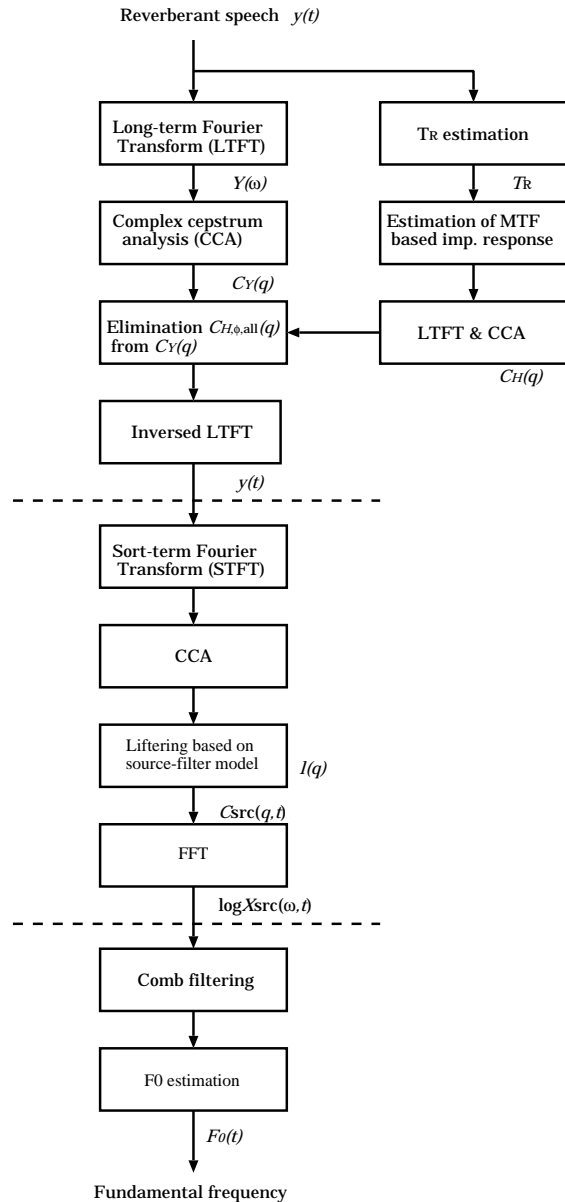 Reverberant speech y(t)
Long-term Fourier
Transform (LTFT)
TR estimation
Y(ω)
TR
Complex cepstrum
analysis (CCA)
Estimation of MTF
based imp. response
CY(q)
Elimination CH,ϕ,all(q)
from CY(q)
LTFT & CCA
CH(q)
Inversed LTFT
y(t)
Sort-term Fourier
Transform (STFT)
CCA
Liftering based on
source-filter model
l(q)
Csrc(q,t)
FFT
logXsrc(ω,t)
Comb filtering
F0 estimation
F0(t)
Fundamental frequency